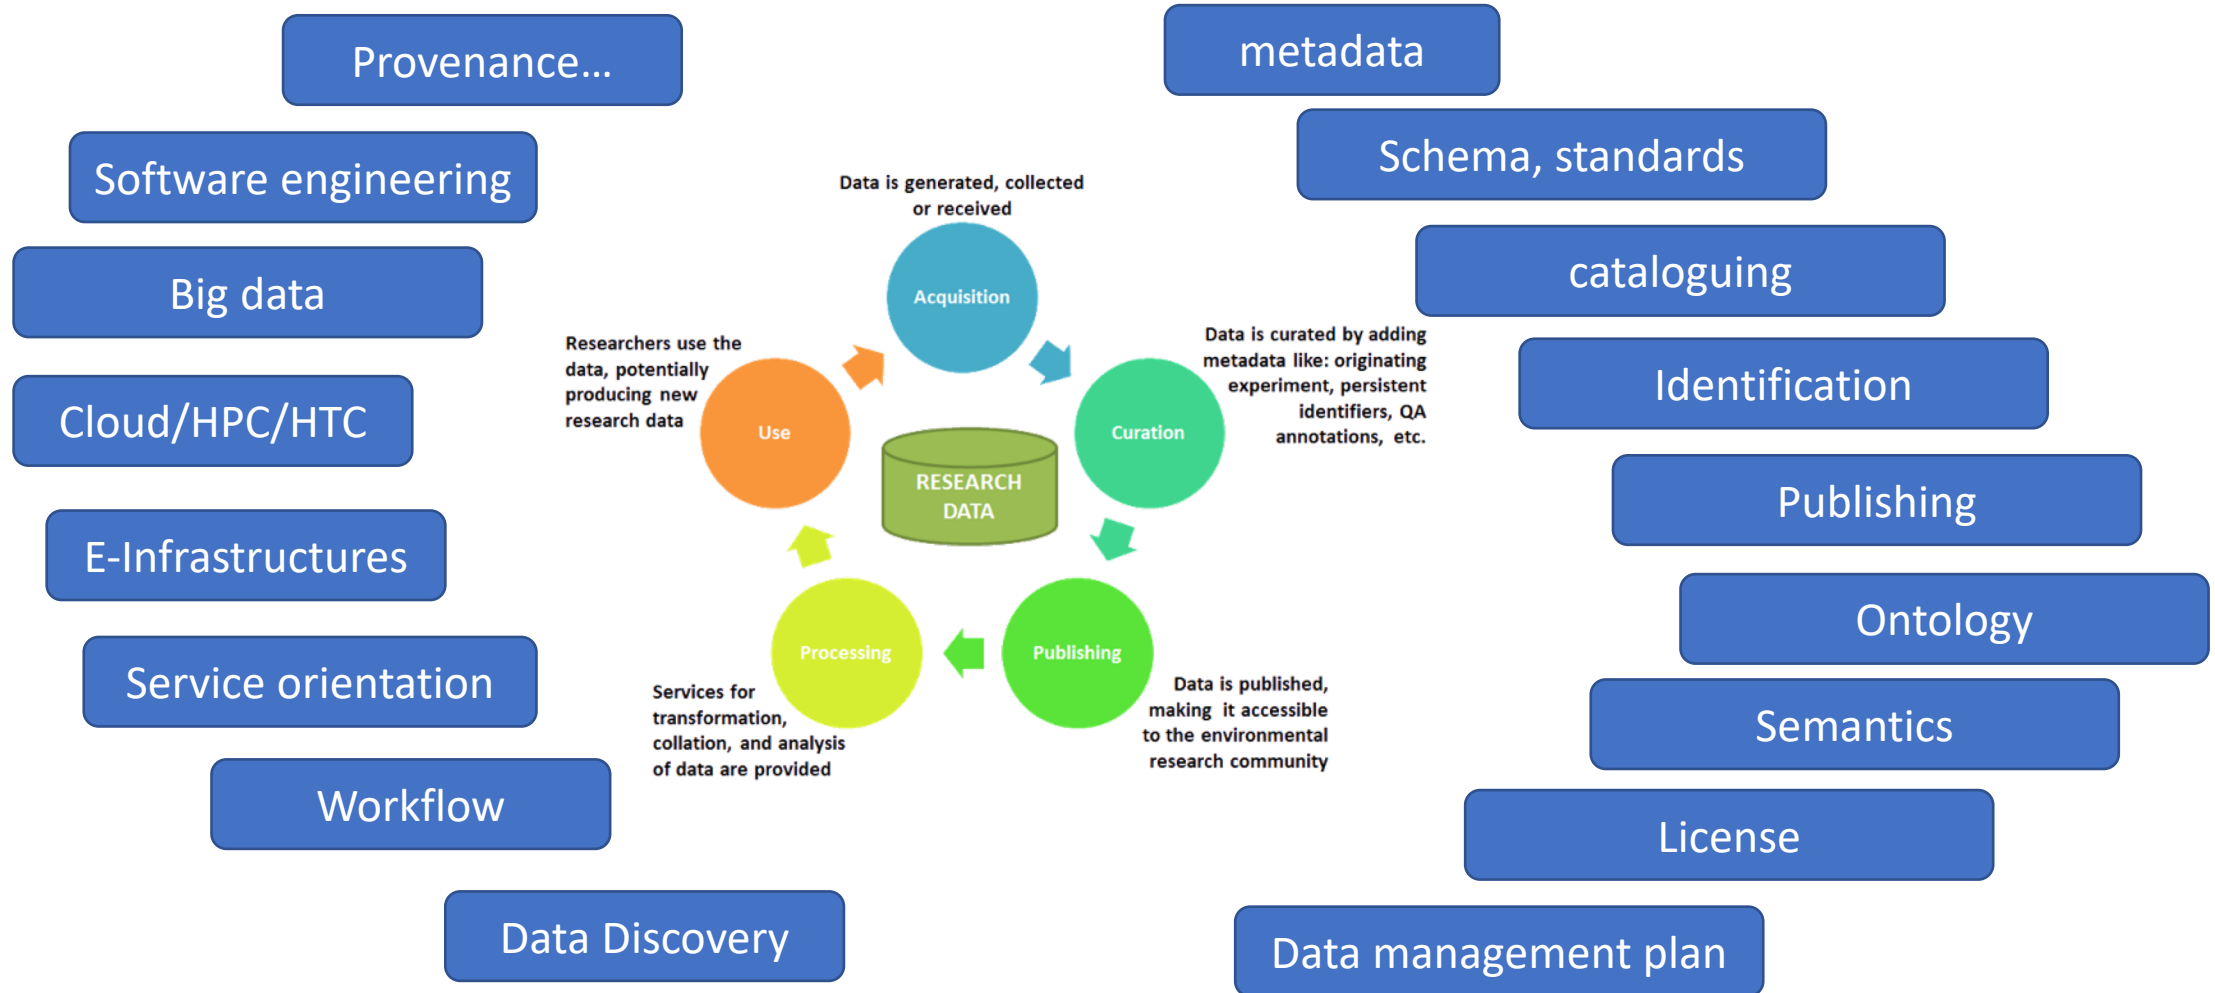 Provenance...
Software engineering
Big data
Cloud/HPC/HTC
E-Infrastructures
Service orientation
Workflow
Data Discovery
Data is generated, collected
or received
Acquisition
Data is curated by adding
metadata like: originating
experiment, persistent
identifiers, QA
annotations, etc.
Curation
Data is published,
making it accessible
to the environmental
research community
Publishing
Services for
transformation,
collation, and analysis
of data are provided
Processing
Researchers use the
data, potentially
producing new
research data
Use
RESEARCH
DATA
metadata
Schema, standards
cataloguing
Identification
Publishing
Ontology
Semantics
License
Data management plan